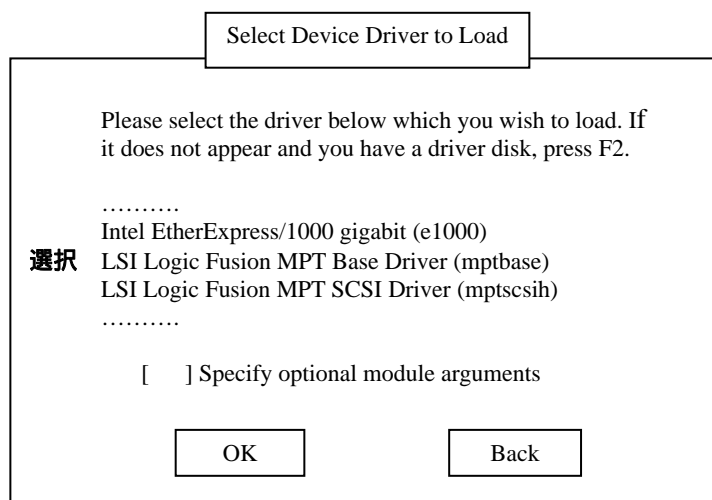 Select Device Driver to Load
Please select the driver below which you wish to load. If
it does not appear and you have a driver disk, press F2.
……….
Intel EtherExpress/1000 gigabit (e1000)
選択 LSI Logic Fusion MPT Base Driver (mptbase)
LSI Logic Fusion MPT SCSI Driver (mptscsih)
……….
[ ] Specify optional module arguments
OK Back